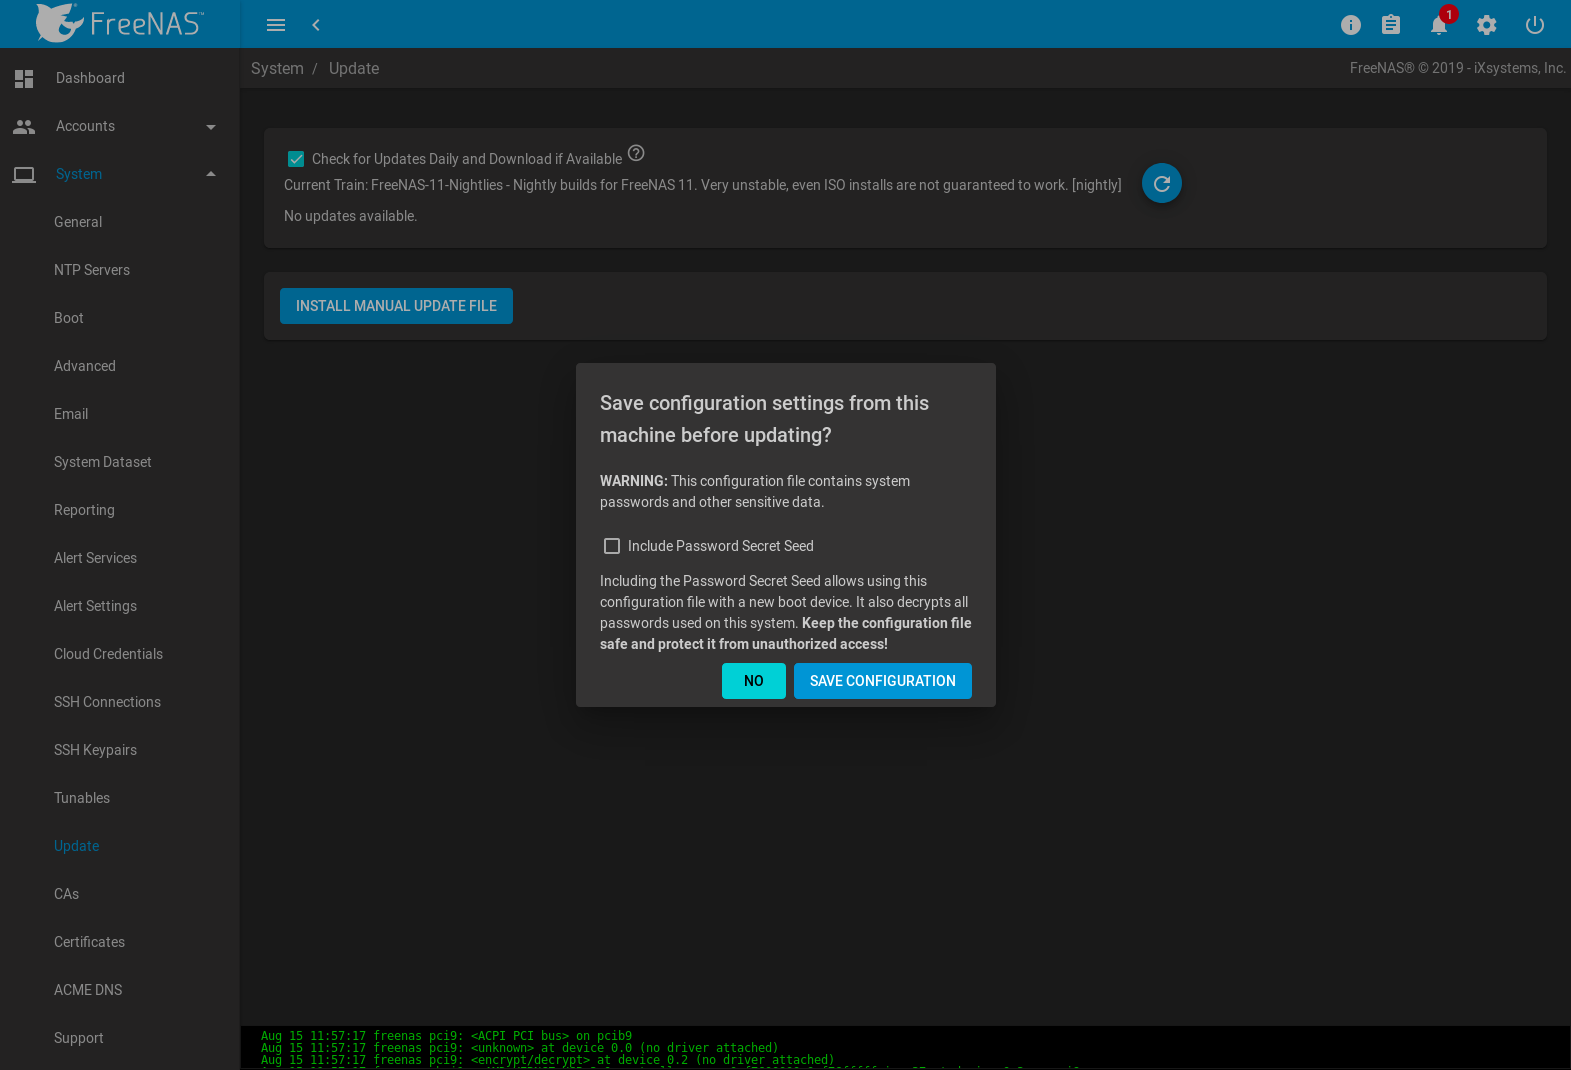 FreeNAS™
1
System / Update
FreeNAS® © 2019 - iXsystems, Inc.
Dashboard
Accounts
System
General
NTP Servers
Boot
Advanced
Email
System Dataset
Reporting
Alert Services
Alert Settings
Cloud Credentials
SSH Connections
SSH Keypairs
Tunables
Update
CAs
Certificates
ACME DNS
Support
Check for Updates Daily and Download if Available
Current Train: FreeNAS-11-Nightlies - Nightly builds for FreeNAS 11. Very unstable, even ISO installs are not guaranteed to work. [nightly]
No updates available.
INSTALL MANUAL UPDATE FILE
Save configuration settings from this
machine before updating?
WARNING: This configuration file contains system
passwords and other sensitive data.
Include Password Secret Seed
Including the Password Secret Seed allows using this
configuration file with a new boot device. It also decrypts all
passwords used on this system. Keep the configuration file
safe and protect it from unauthorized access!
NO
SAVE CONFIGURATION
Aug 15 11:57:17 freenas pci9: <ACPI PCI bus> on pcib9
Aug 15 11:57:17 freenas pci9: <unknown> at device 0.0 (no driver attached)
Aug 15 11:57:17 freenas pci9: <encrypt/decrypt> at device 0.2 (no driver attached)